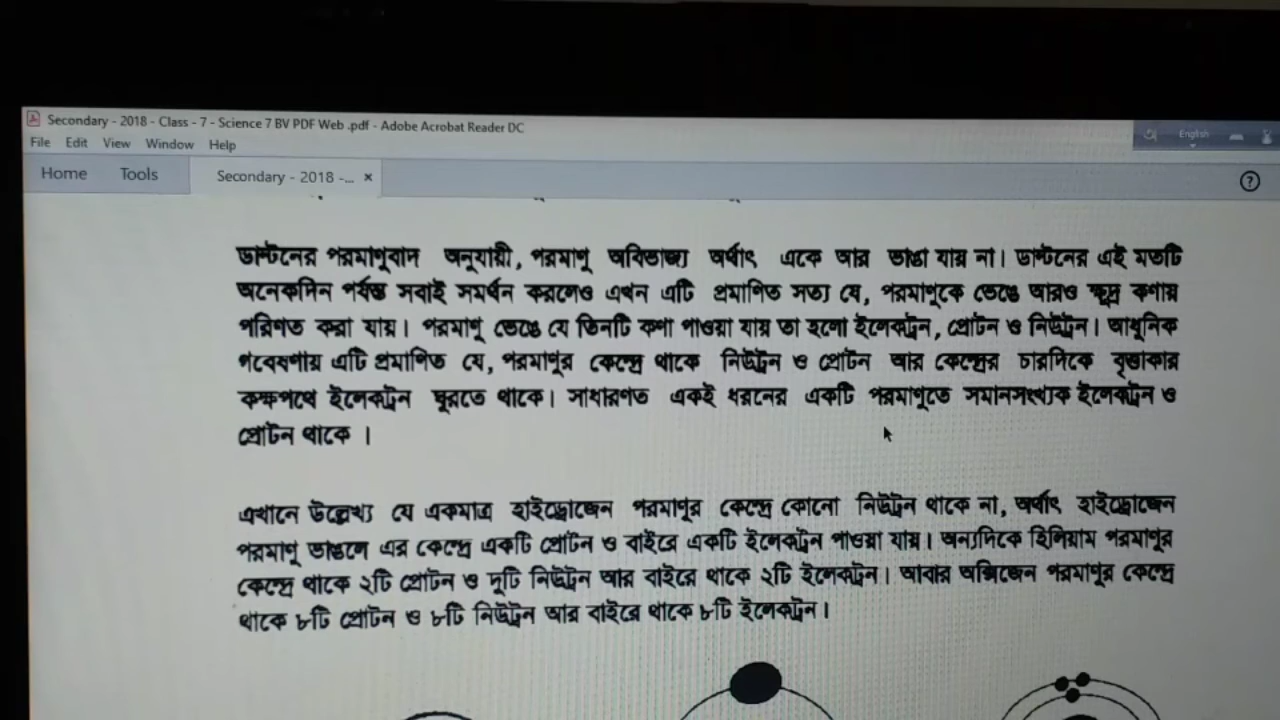 Secondary - 2018 - Class - 7 - Science 7 BV PDF Web .pdf - Adobe Acrobat Reader DC
File Edit View Window Help
English
Home Tools Secondary - 2018 -... ×
?
ডাল্টনের পরমাণুবাদ অনুযায়ী, পরমাণু অবিভাজ্য অর্থাৎ একে আর ভাঙা যায় না। ডাল্টনের এই মতটি
অনেকদিন পর্যন্ত সবাই সমর্থন করলেও এখন এটি প্রমাণিত সত্য যে, পরমাণুকে ভেঙে আরও ক্ষুদ্র কণায়
পরিণত করা যায়। পরমাণু ভেঙে যে তিনটি কণা পাওয়া যায় তা হলো ইলেকট্রন, প্রোটন ও নিউট্রন। আধুনিক
গবেষণায় এটি প্রমাণিত যে, পরমাণুর কেন্দ্রে থাকে নিউট্রন ও প্রোটন আর কেন্দ্রের চারদিকে বৃত্তাকার
কক্ষপথে ইলেকট্রন ঘুরতে থাকে। সাধারণত একই ধরনের একটি পরমাণুতে সমানসংখ্যক ইলেকট্রন ও
প্রোটন থাকে ।
এখানে উল্লেখ্য যে একমাত্র হাইড্রোজেন পরমাণুর কেন্দ্রে কোনো নিউট্রন থাকে না, অর্থাৎ হাইড্রোজেন
পরমাণু ভাঙলে এর কেন্দ্রে একটি প্রোটন ও বাইরে একটি ইলেকট্রন পাওয়া যায়। অন্যদিকে হিলিয়াম পরমাণুর
কেন্দ্রে থাকে ২টি প্রোটন ও দুটি নিউট্রন আর বাইরে থাকে ২টি ইলেকট্রন। আবার অক্সিজেন পরমাণুর কেন্দ্রে
থাকে ৮টি প্রোটন ও ৮টি নিউট্রন আর বাইরে থাকে ৮টি ইলেকট্রন।